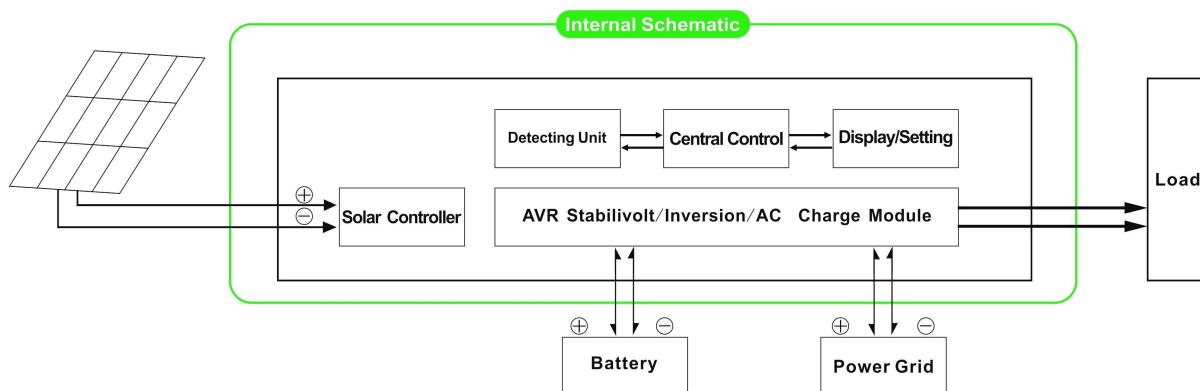 Internal Schematic
Detecting Unit
Central Control
Display/Setting
Load
+
−
Solar Controller
AVR Stabilivolt/Inversion/AC Charge Module
+
−
+
−
Battery
Power Grid